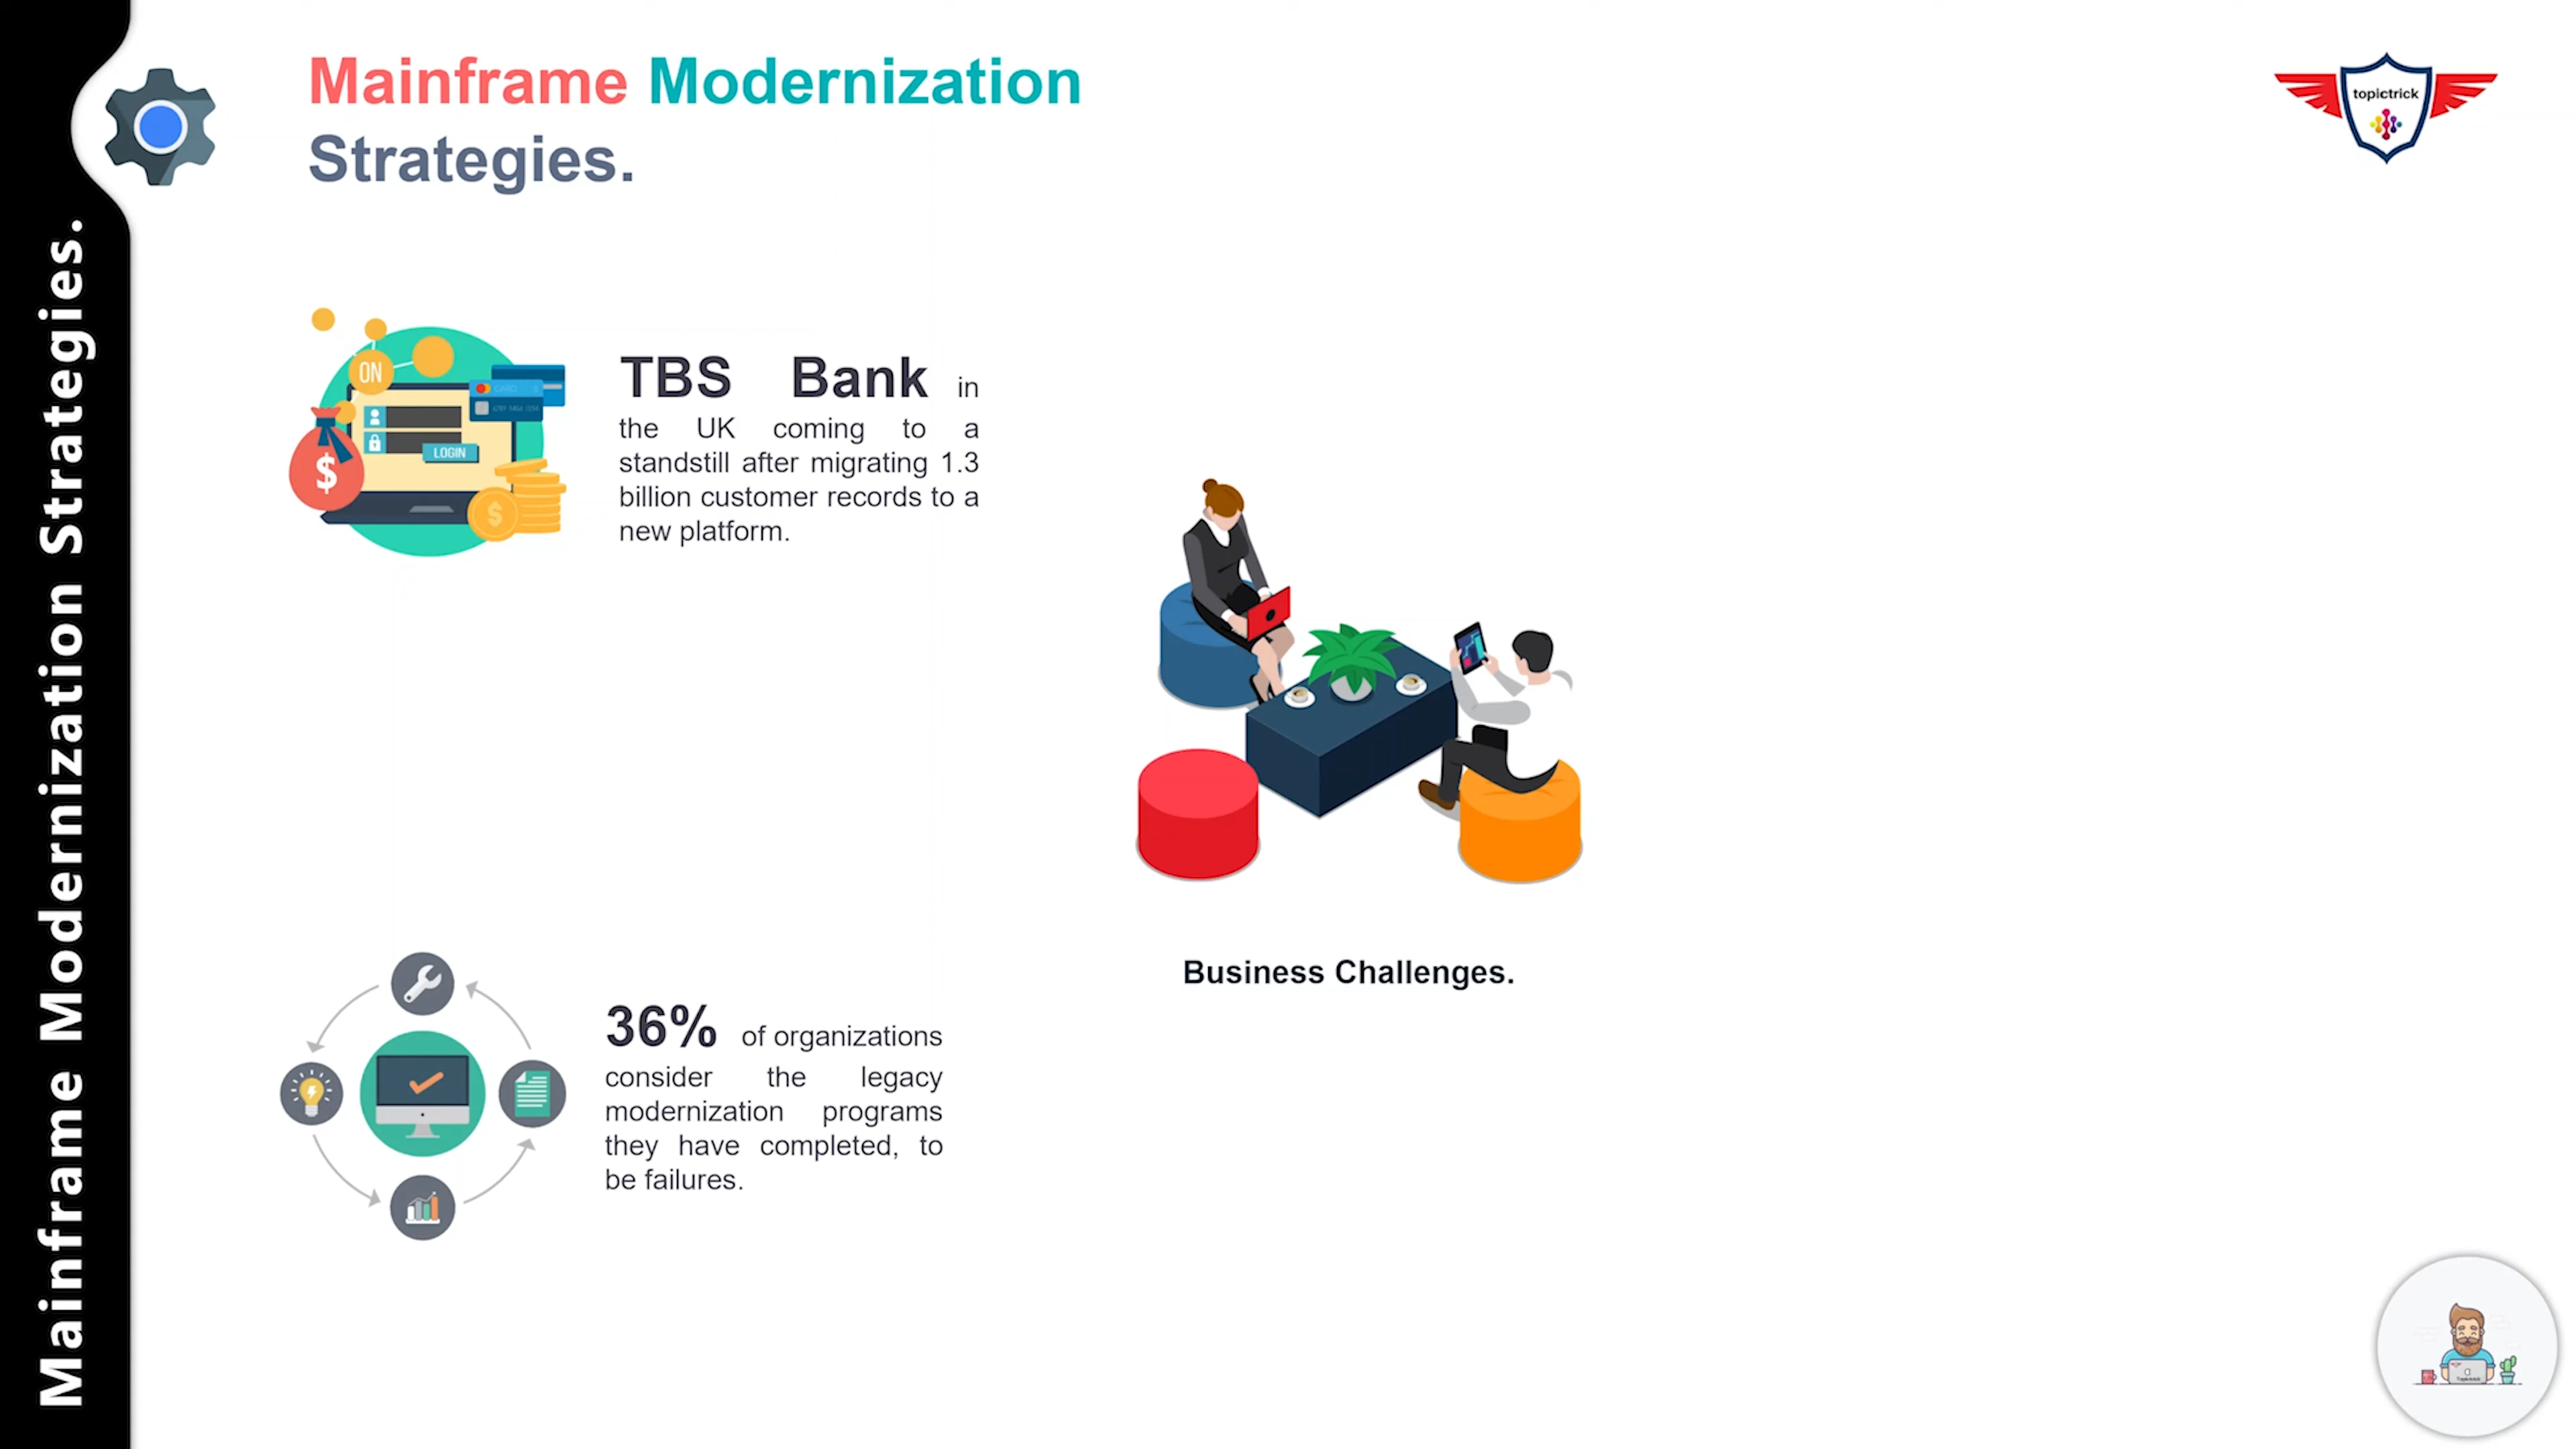 Mainframe Modernization Strategies.
Mainframe Modernization
Strategies.
topictrick
ON
LOGIN
$
$
TBS Bank in
the UK coming to a
standstill after migrating 1.3
billion customer records to a
new platform.
Business Challenges.
36% of organizations
consider the legacy
modernization programs
they have completed, to
be failures.